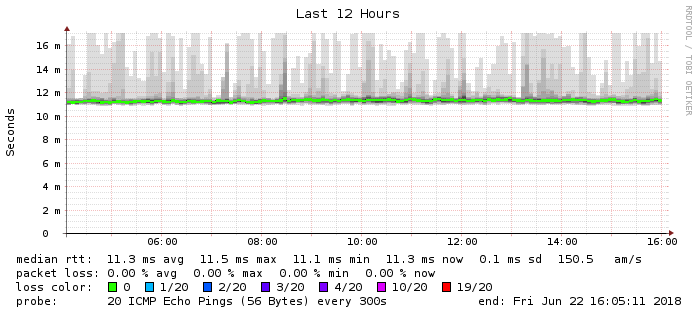 Last 12 Hours
RRDTOOL / TOBI OETIKER
Seconds
16 m
14 m
12 m
10 m
8 m
6 m
4 m
2 m
0
06:00 08:00 10:00 12:00 14:00 16:00
median rtt: 11.3 ms avg 11.5 ms max 11.1 ms min 11.3 ms now 0.1 ms sd 150.5 am/s
packet loss: 0.00 % avg 0.00 % max 0.00 % min 0.00 % now
loss color: 0 1/20 2/20 3/20 4/20 10/20 19/20
probe: 20 ICMP Echo Pings (56 Bytes) every 300s end: Fri Jun 22 16:05:11 2018